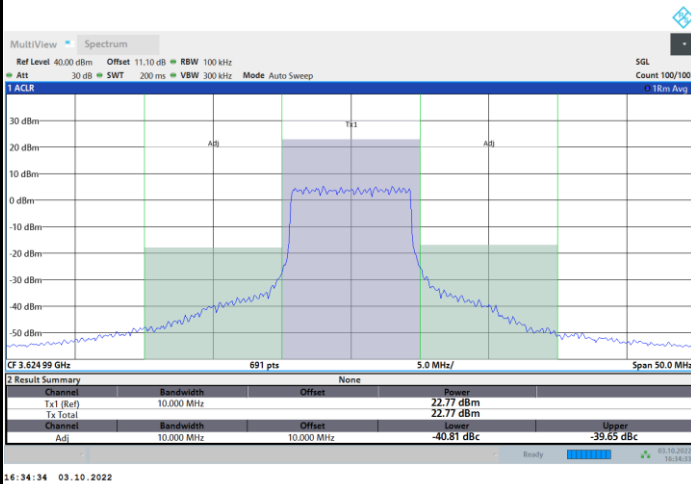 MultiView Spectrum
Ref Level 40.00 dBm Offset 11.10 dB RBW 100 kHz SGL
Att 30 dB SWT 200 ms VBW 300 kHz Mode Auto Sweep Count 100/100
1 ACLR 1Rm Avg
30 dBm
Tx1
20 dBm Adj Adj
10 dBm
0 dBm
-10 dBm
-20 dBm
-30 dBm
-40 dBm
-50 dBm
CF 3.624 99 GHz 691 pts 5.0 MHz/ Span 50.0 MHz
2 Result Summary None
Channel Bandwidth Offset Power
Tx1 (Ref) 10.000 MHz 22.77 dBm
Tx Total 22.77 dBm
Channel Bandwidth Offset Lower Upper
Adj 10.000 MHz 10.000 MHz -40.81 dBc -39.65 dBc
Ready 03.10.2022
16:34:33
16:34:34 03.10.2022